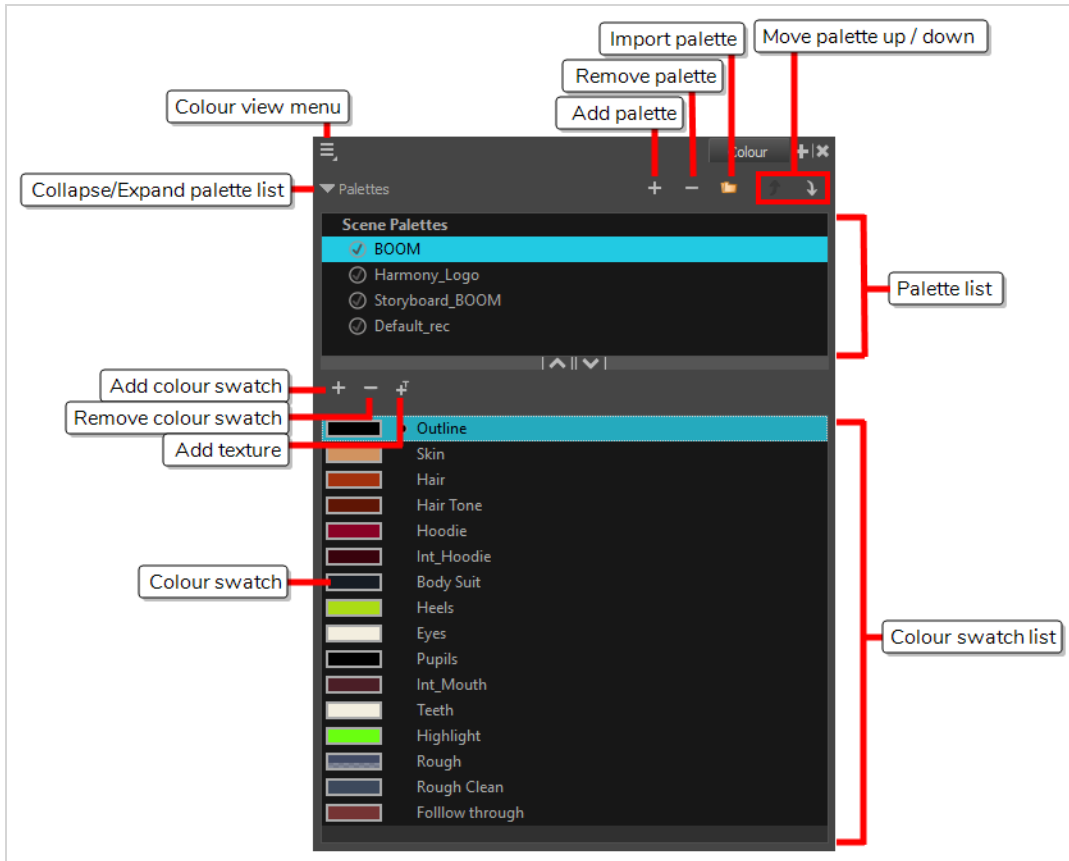 Import palette
Move palette up / down
Remove palette
Add palette
Colour view menu
Colour
Collapse/Expand palette list
Palettes
Scene Palettes
BOOM
Harmony_Logo
Storyboard_BOOM
Default_rec
Palette list
Add colour swatch
Remove colour swatch
Add texture
T
Outline
Skin
Hair
Hair Tone
Hoodie
Int_Hoodie
Colour swatch
Body Suit
Heels
Eyes
Colour swatch list
Pupils
Int_Mouth
Teeth
Highlight
Rough
Rough Clean
Folllow through